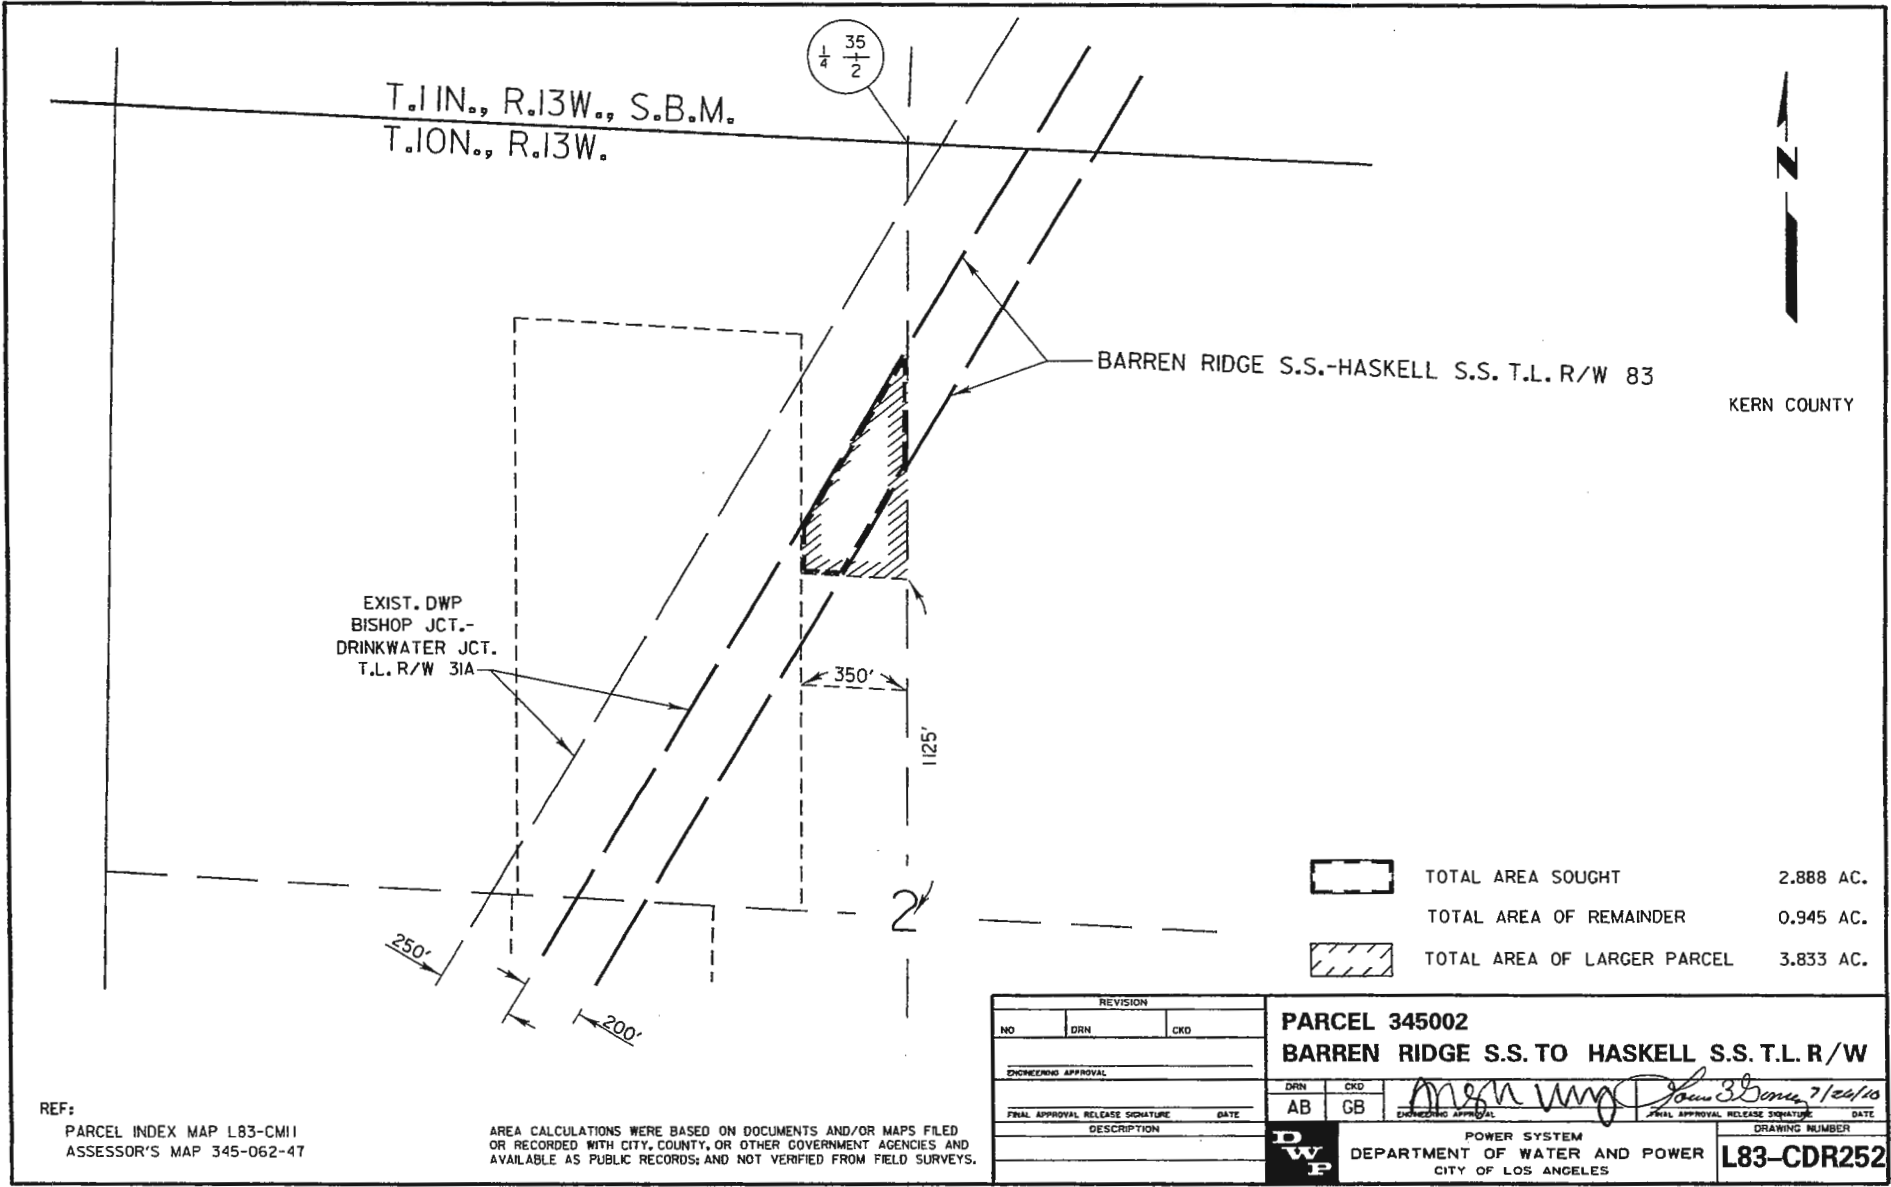 35
1/4
2
T.11N., R.13W., S.B.M.
T.10N., R.13W.
N
BARREN RIDGE S.S.-HASKELL S.S. T.L. R/W 83
KERN COUNTY
EXIST. DWP
BISHOP JCT.-
DRINKWATER JCT.
T.L. R/W 31A
350'
1125'
2
250'
200'
TOTAL AREA SOUGHT 2.888 AC.
TOTAL AREA OF REMAINDER 0.945 AC.
TOTAL AREA OF LARGER PARCEL 3.833 AC.
REF:
PARCEL INDEX MAP L83-CM11
ASSESSOR'S MAP 345-062-47
AREA CALCULATIONS WERE BASED ON DOCUMENTS AND/OR MAPS FILED
OR RECORDED WITH CITY, COUNTY, OR OTHER GOVERNMENT AGENCIES AND
AVAILABLE AS PUBLIC RECORDS; AND NOT VERIFIED FROM FIELD SURVEYS.
REVISION
NO DRN CKD
ENGINEERING APPROVAL
FINAL APPROVAL RELEASE SIGNATURE DATE
DESCRIPTION
PARCEL 345002
BARREN RIDGE S.S. TO HASKELL S.S. T.L. R/W
DRN CKD
AB GB
7/26/10
ENGINEERING APPROVAL
FINAL APPROVAL RELEASE SIGNATURE DATE
DWP
POWER SYSTEM
DEPARTMENT OF WATER AND POWER
CITY OF LOS ANGELES
DRAWING NUMBER
L83-CDR252